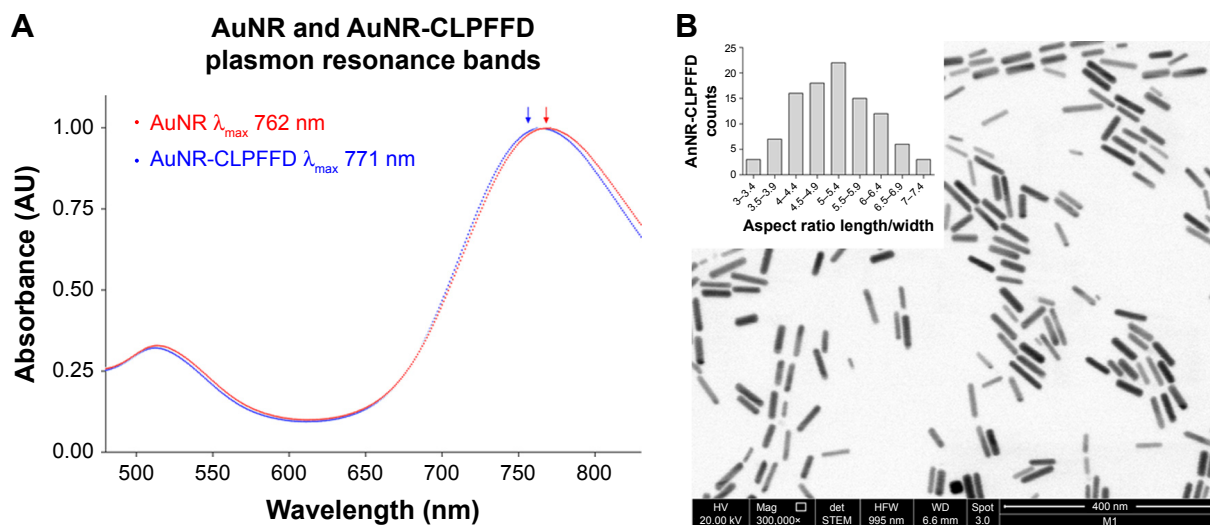 A
AuNR and AuNR-CLPFFD
plasmon resonance bands
AuNR λmax 762 nm
AuNR-CLPFFD λmax 771 nm
Absorbance (AU)
1.00
0.75
0.50
0.25
0.00
500 550 600 650 700 750 800
Wavelength (nm)
B
AnNR-CLPFFD
counts
25
20
15
10
5
0
3–3.4 3.5–3.9 4–4.4 4.5–4.9 5–5.4 5.5–5.9 6–6.4 6.5–6.9 7–7.4
Aspect ratio length/width
HV Mag det HFW WD Spot 400 nm
20.00 kV 300,000× STEM 995 nm 6.6 mm 3.0 M1